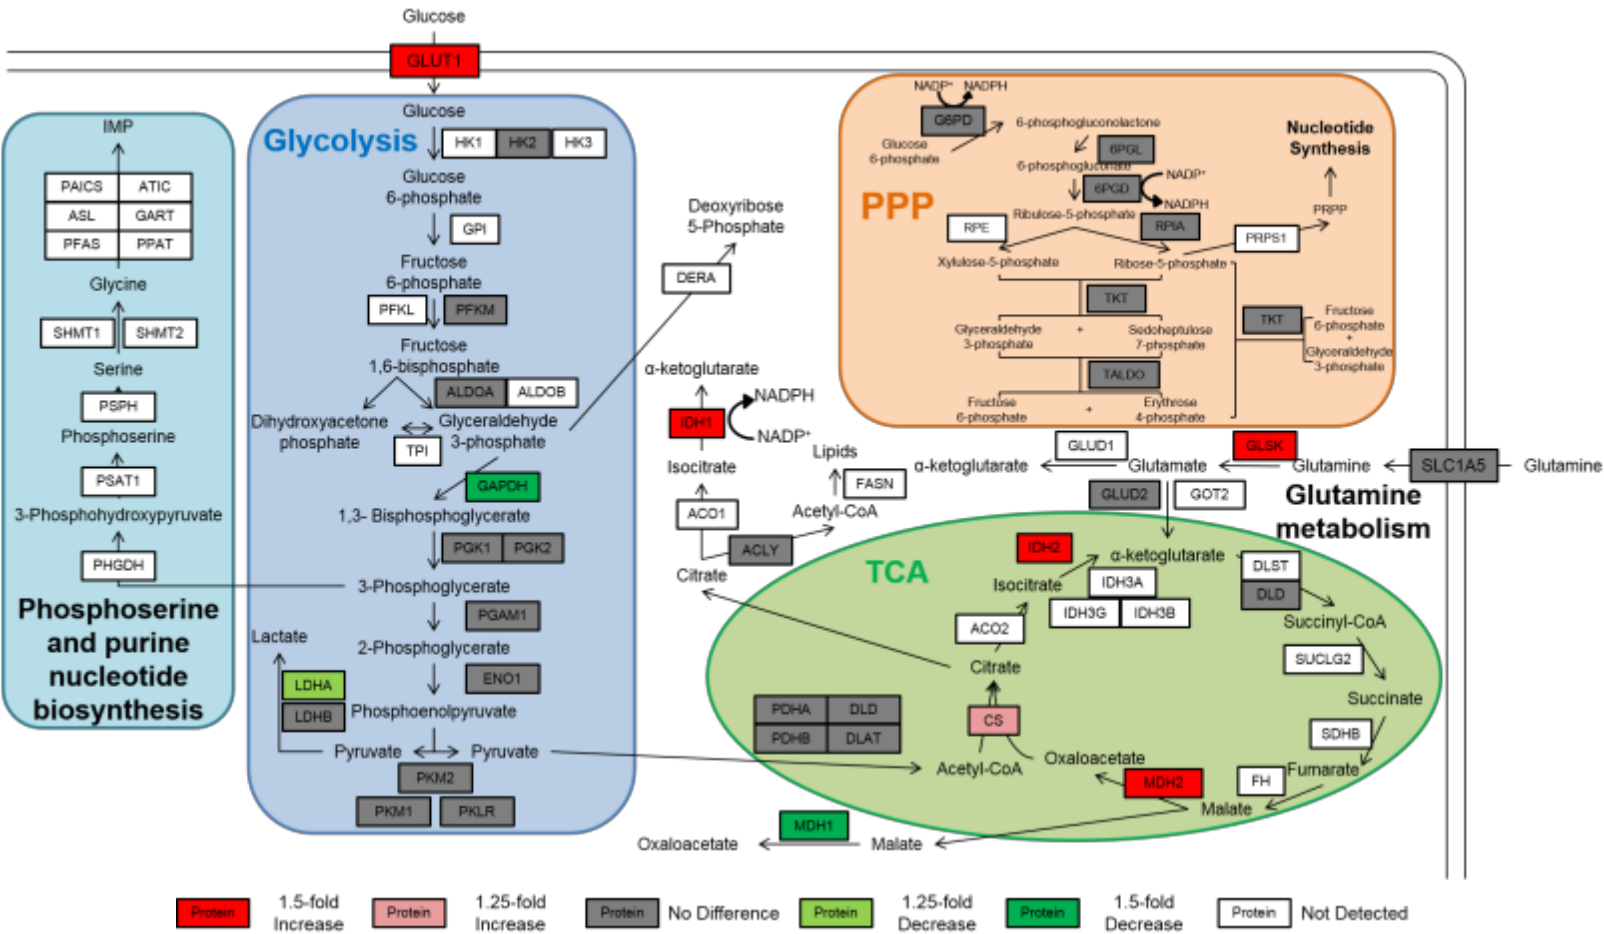 Glucose
GLUT1
IMP
PAICS ATIC
ASL GART
PFAS PPAT
Glycine
SHMT1 SHMT2
Serine
PSPH
Phosphoserine
PSAT1
3-Phosphohydroxypyruvate
PHGDH
Phosphoserine
and purine
nucleotide
biosynthesis
Glucose
Glycolysis
HK1 HK2 HK3
Glucose
6-phosphate
GPI
Fructose
6-phosphate
PFKL PFKM
Fructose
1,6-bisphosphate
ALDOA ALDOB
Dihydroxyacetone
phosphate
Glyceraldehyde
3-phosphate
TPI
GAPDH
1,3- Bisphosphoglycerate
PGK1 PGK2
3-Phosphoglycerate
PGAM1
2-Phosphoglycerate
ENO1
Lactate
LDHA
LDHB
Phosphoenolpyruvate
Pyruvate Pyruvate
PKM2
PKM1 PKLR
Deoxyribose
5-Phosphate
DERA
α-ketoglutarate
NADPH
IDH1
NADP+
Isocitrate
Lipids
FASN
ACO1
Acetyl-CoA
ACLY
Citrate
NADP+ NADPH
G6PD
Glucose
6-phosphate
6-phosphogluconolactone
6PGL
6-phosphogluconate
6PGD
NADP+
NADPH
PPP
Ribulose-5-phosphate
RPE
RPIA
PRPS1
PRPP
Nucleotide
Synthesis
Xylulose-5-phosphate
Ribose-5-phosphate
TKT
Glyceraldehyde
3-phosphate
+
Sedoheptulose
7-phosphate
TALDO
Fructose
6-phosphate
+
Erythrose
4-phosphate
TKT
Fructose
6-phosphate
+
Glyceraldehyde
3-phosphate
GLUD1
GLSK
α-ketoglutarate
Glutamate
Glutamine
SLC1A5
Glutamine
GLUD2 GOT2
Glutamine
metabolism
TCA
IDH2
α-ketoglutarate
Isocitrate
IDH3A
IDH3G IDH3B
DLST
DLD
Succinyl-CoA
ACO2
SUCLG2
Citrate
Succinate
PDHA DLD
PDHB DLAT
CS
SDHB
Acetyl-CoA
Oxaloacetate
MDH2
FH
Fumarate
Malate
MDH1
Oxaloacetate
Malate
Protein
1.5-fold
Increase
Protein
1.25-fold
Increase
Protein
No Difference
Protein
1.25-fold
Decrease
Protein
1.5-fold
Decrease
Protein
Not Detected